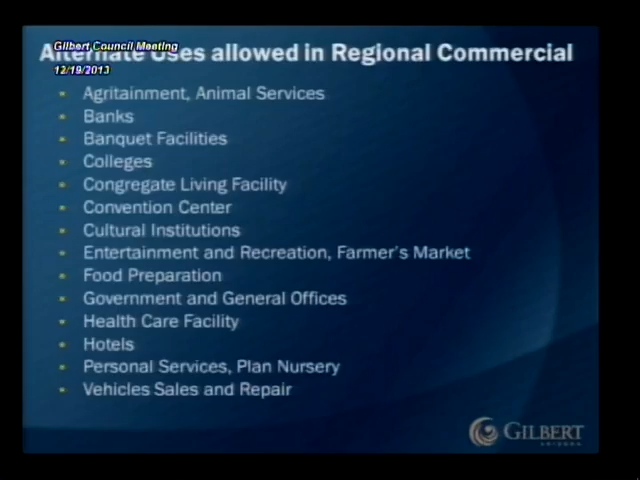 Gilbert Council Meeting
12/19/2013
Alternate Uses allowed in Regional Commercial
Agritainment, Animal Services
Banks
Banquet Facilities
Colleges
Congregate Living Facility
Convention Center
Cultural Institutions
Entertainment and Recreation, Farmer's Market
Food Preparation
Government and General Offices
Health Care Facility
Hotels
Personal Services, Plan Nursery
Vehicles Sales and Repair
GILBERT
ARIZONA